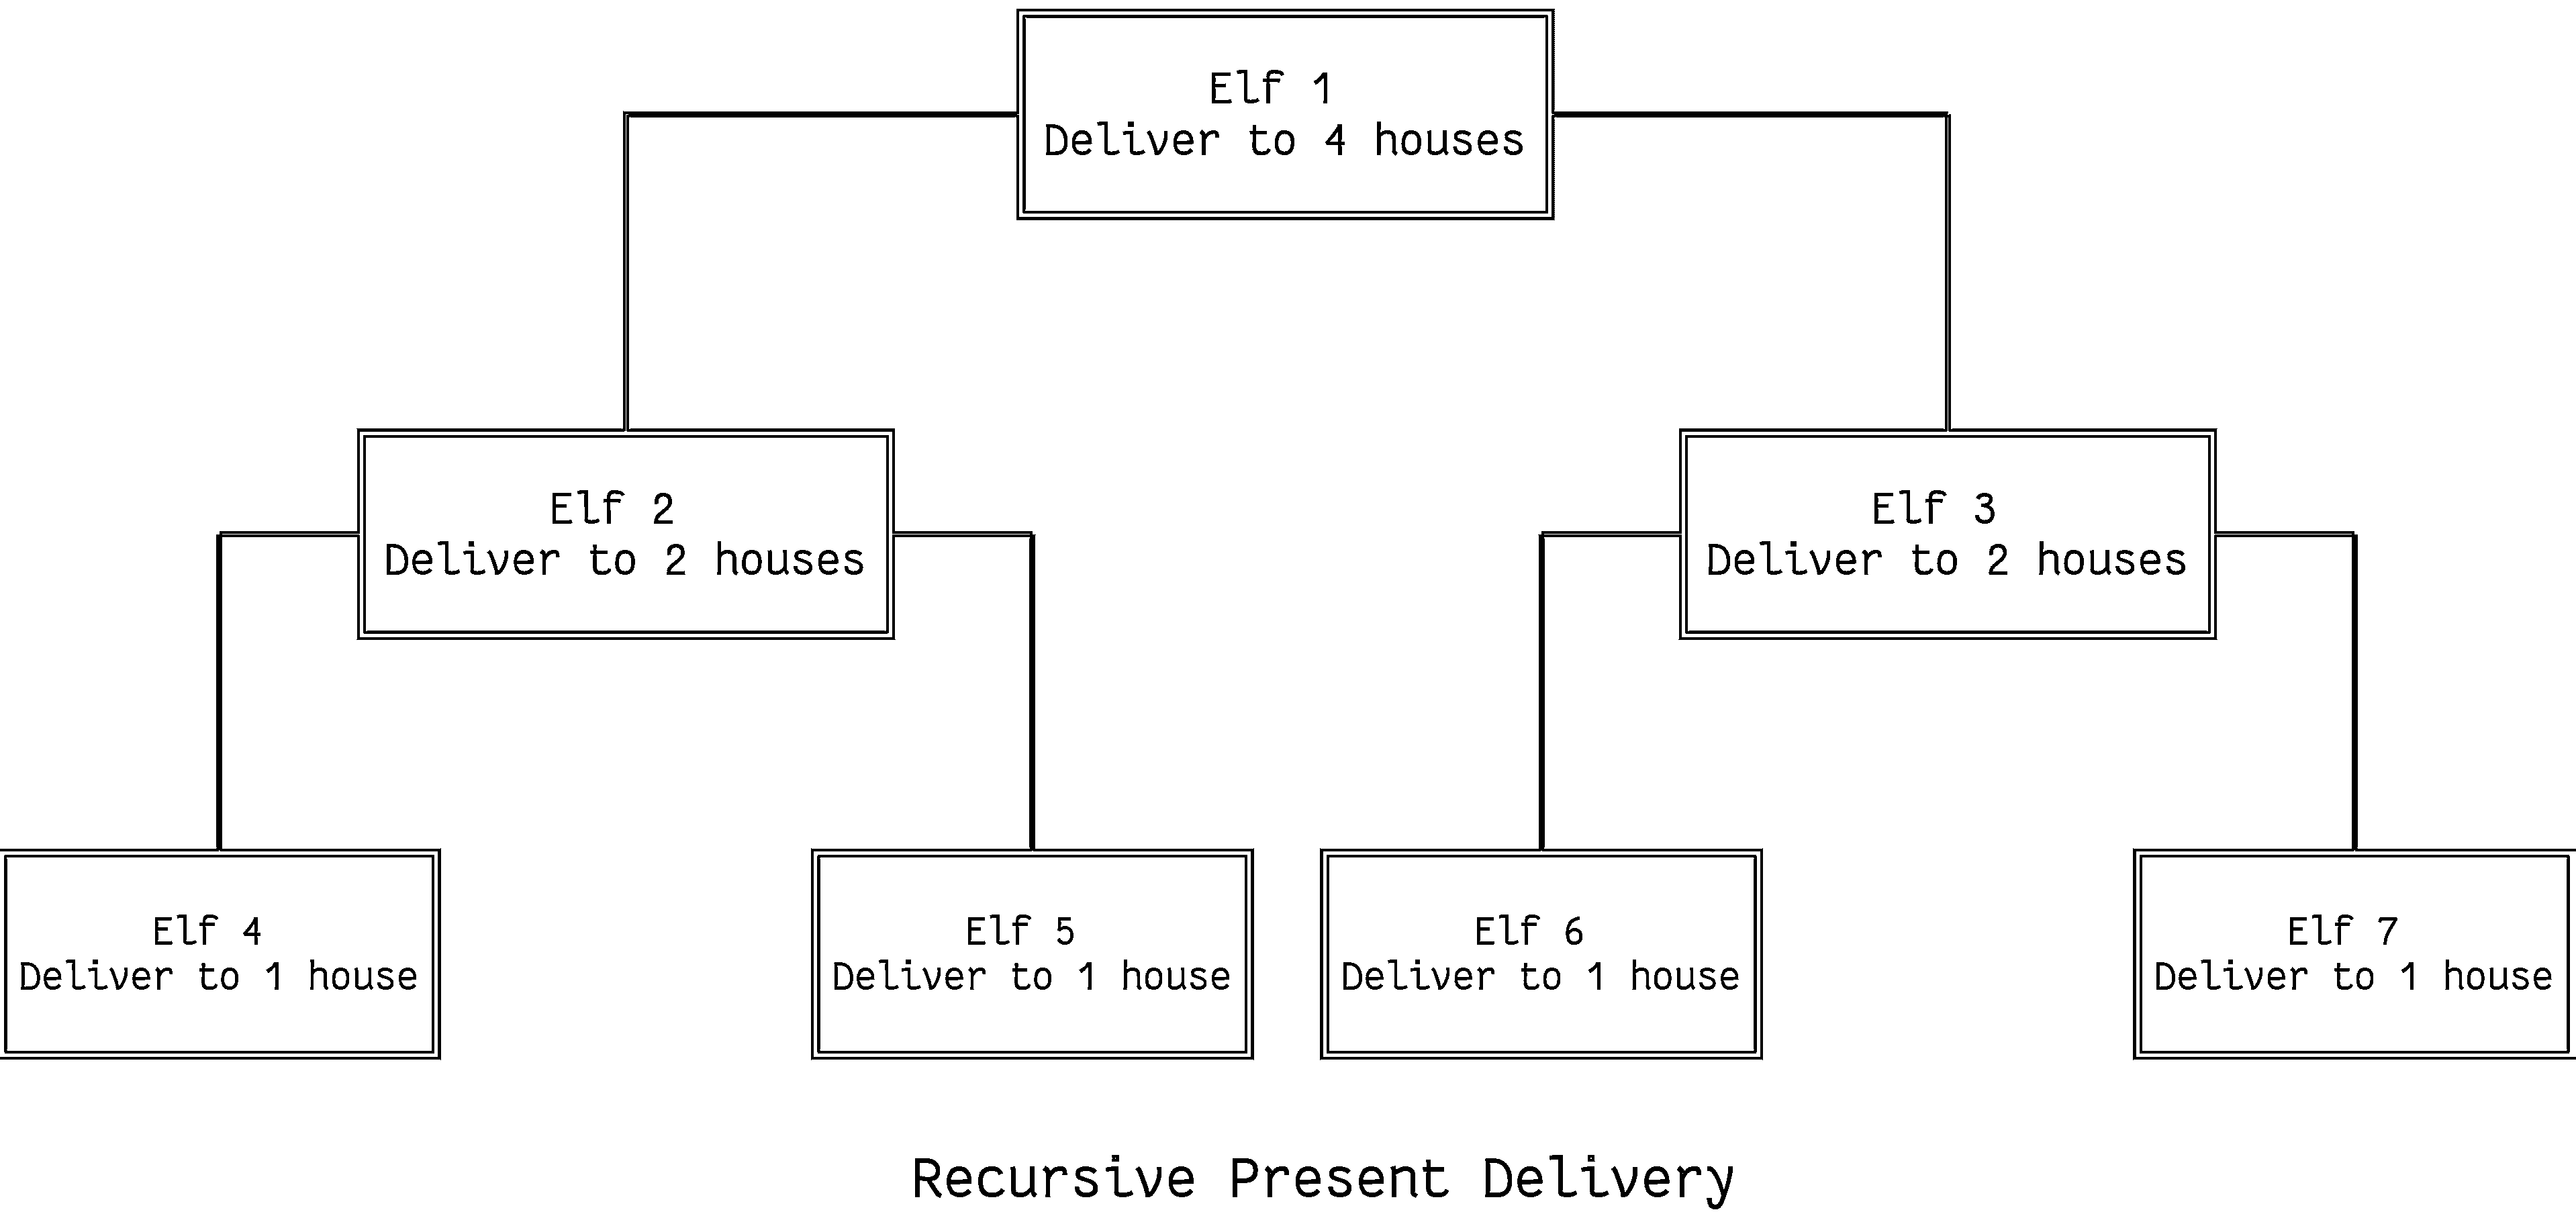 Elf 1
Deliver to 4 houses
Elf 2
Deliver to 2 houses
Elf 3
Deliver to 2 houses
Elf 4
Deliver to 1 house
Elf 5
Deliver to 1 house
Elf 6
Deliver to 1 house
Elf 7
Deliver to 1 house
Recursive Present Delivery